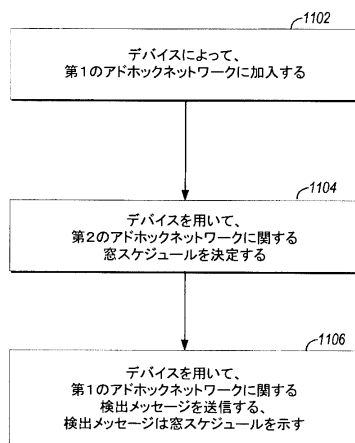 1102
デバイスによって、
第1のアドホックネットワークに加入する
1104
デバイスを用いて、
第2のアドホックネットワークに関する
窓スケジュールを決定する
1106
デバイスを用いて、
第1のアドホックネットワークに関する
検出メッセージを送信する、
検出メッセージは窓スケジュールを示す